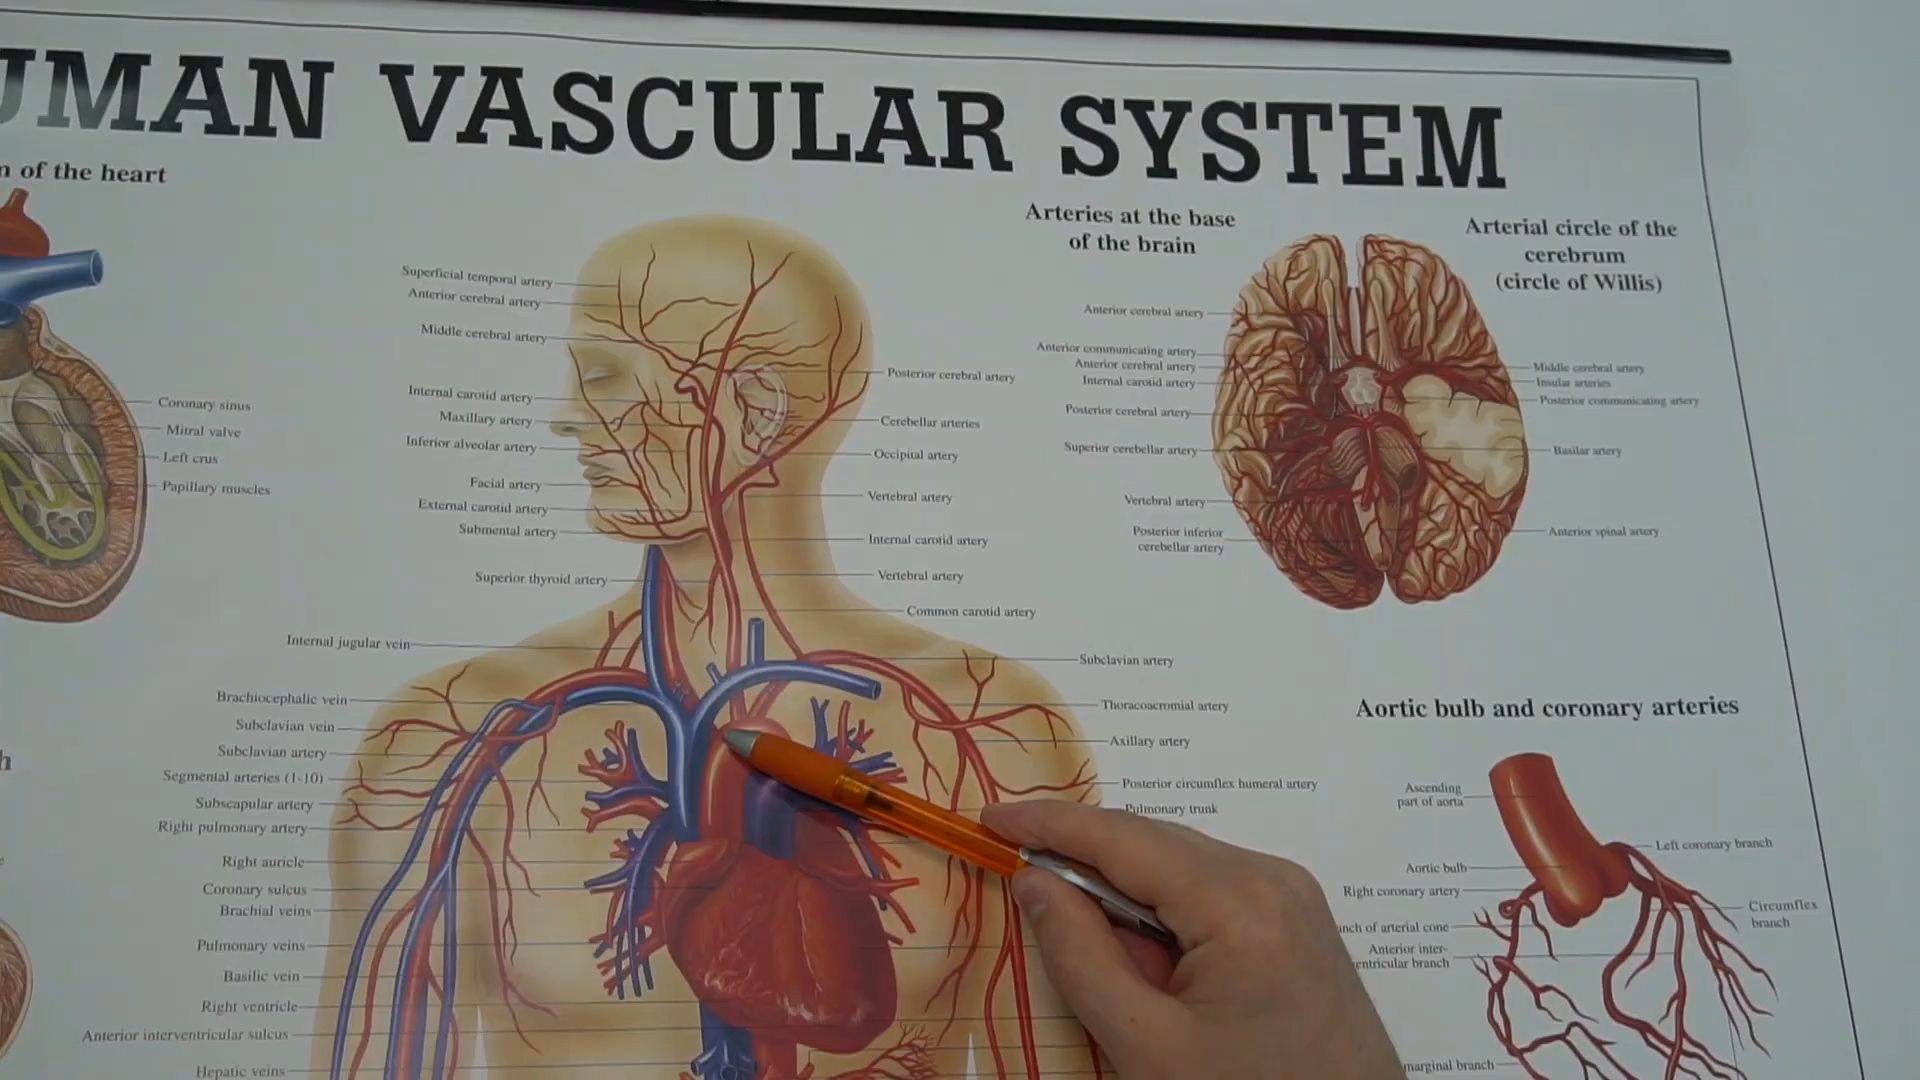 UMAN VASCULAR SYSTEM
n of the heart
Coronary sinus
Mitral valve
Left crus
Papillary muscles
h
Superficial temporal artery
Anterior cerebral artery
Middle cerebral artery
Internal carotid artery
Maxillary artery
Inferior alveolar artery
Facial artery
External carotid artery
Submental artery
Superior thyroid artery
Internal jugular vein
Brachiocephalic vein
Subclavian vein
Subclavian artery
Segmental arteries (1-10)
Subscapular artery
Right pulmonary artery
Right auricle
Coronary sulcus
Brachial veins
Pulmonary veins
Basilic vein
Right ventricle
Anterior interventricular sulcus
Hepatic veins
Posterior cerebral artery
Cerebellar arteries
Occipital artery
Vertebral artery
Internal carotid artery
Vertebral artery
Common carotid artery
Subclavian artery
Thoracoacromial artery
Axillary artery
Posterior circumflex humeral artery
Pulmonary trunk
Arteries at the base
of the brain
Anterior cerebral artery
Anterior communicating artery
Anterior cerebral artery
Internal carotid artery
Posterior cerebral artery
Superior cerebellar artery
Vertebral artery
Posterior inferior
cerebellar artery
Arterial circle of the
cerebrum
(circle of Willis)
Middle cerebral artery
Insular arteries
Posterior communicating artery
Basilar artery
Anterior spinal artery
Aortic bulb and coronary arteries
Ascending
part of aorta
Aortic bulb
Right coronary artery
nch of arterial cone
Anterior inter-
entricular branch
marginal branch
Left coronary branch
Circumflex
branch